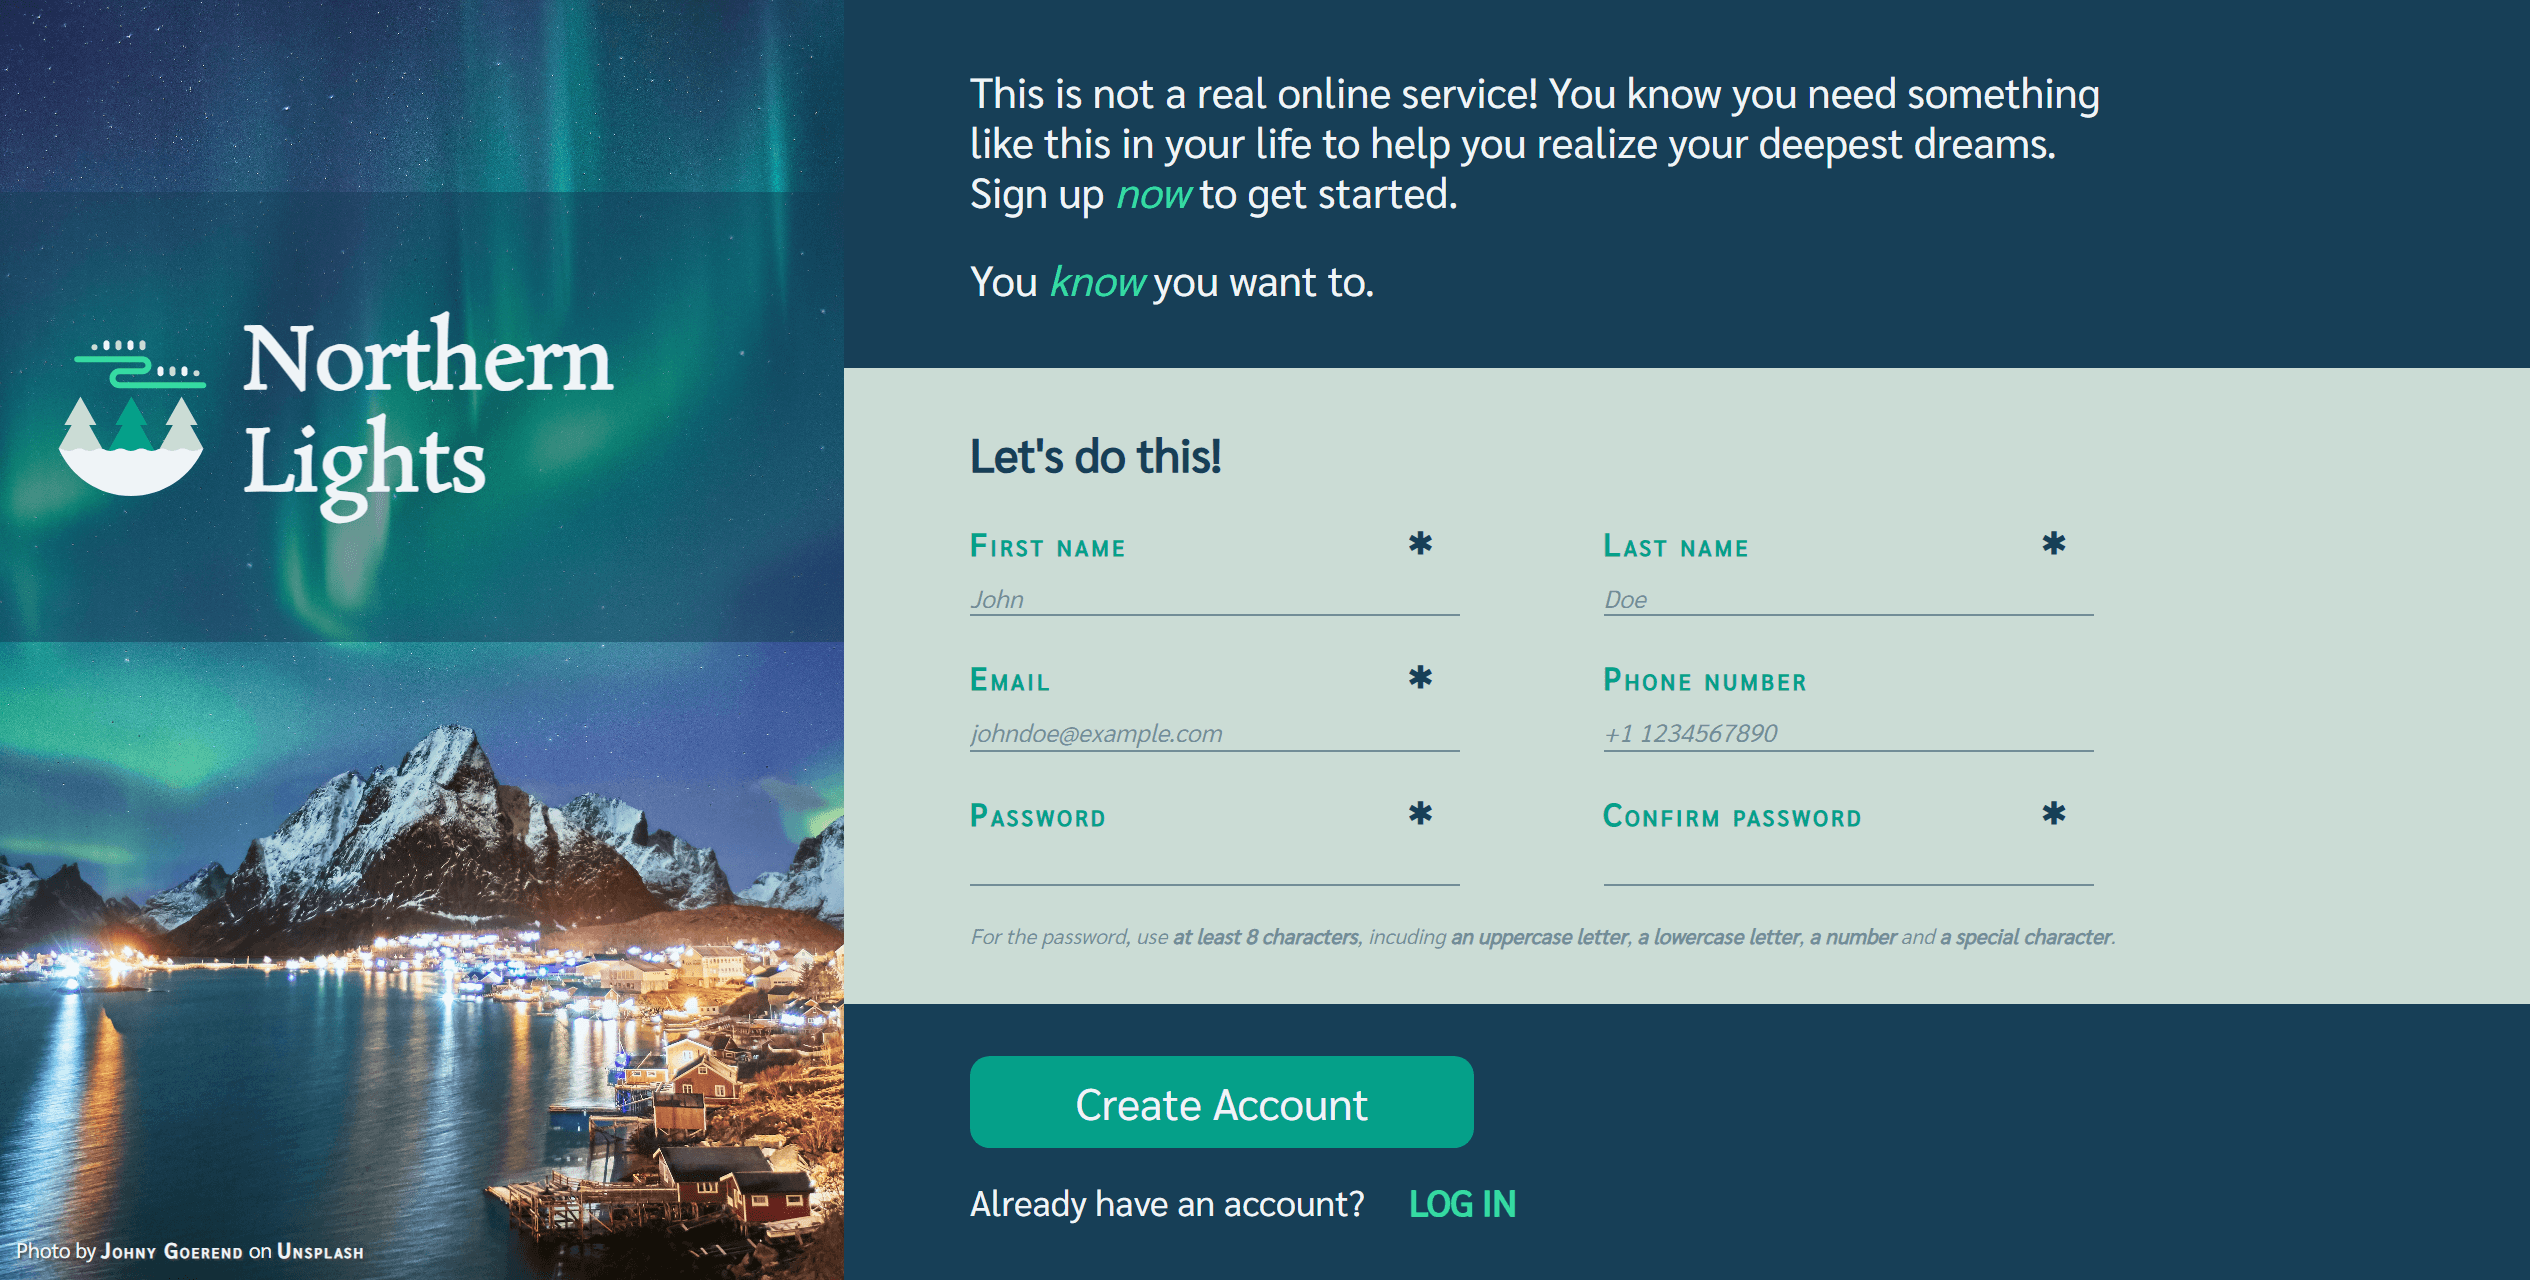 Northern
Lights
Photo by Johny Goerend on Unsplash
This is not a real online service! You know you need something
like this in your life to help you realize your deepest dreams.
Sign up now to get started.
You know you want to.
Let's do this!
First name *
Last name *
John
Doe
Email *
Phone number
johndoe@example.com
+1 1234567890
Password *
Confirm password *
For the password, use at least 8 characters, incuding an uppercase letter, a lowercase letter, a number and a special character.
Create Account
Already have an account? LOG IN